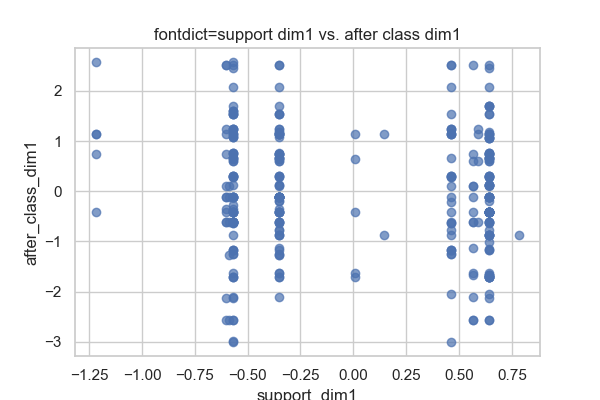 fontdict=support dim1 vs. after class dim1
after_class_dim1
2
1
0
−1
−2
−3
−1.25 −1.00 −0.75 −0.50 −0.25 0.00 0.25 0.50 0.75
support_dim1